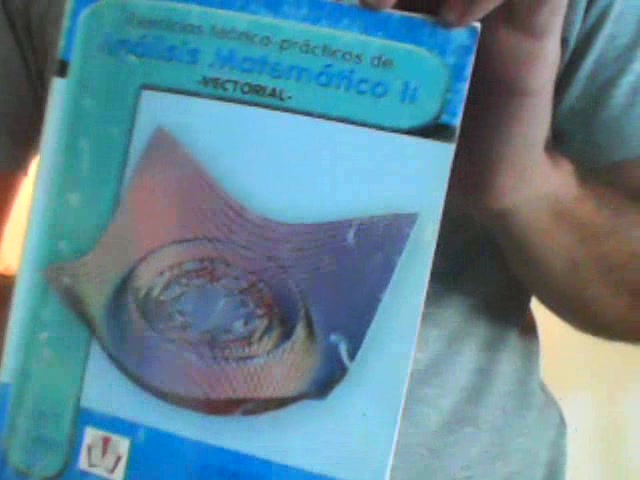 Ejercicios teórico-prácticos de
Análisis Matemático II
-VECTORIAL-